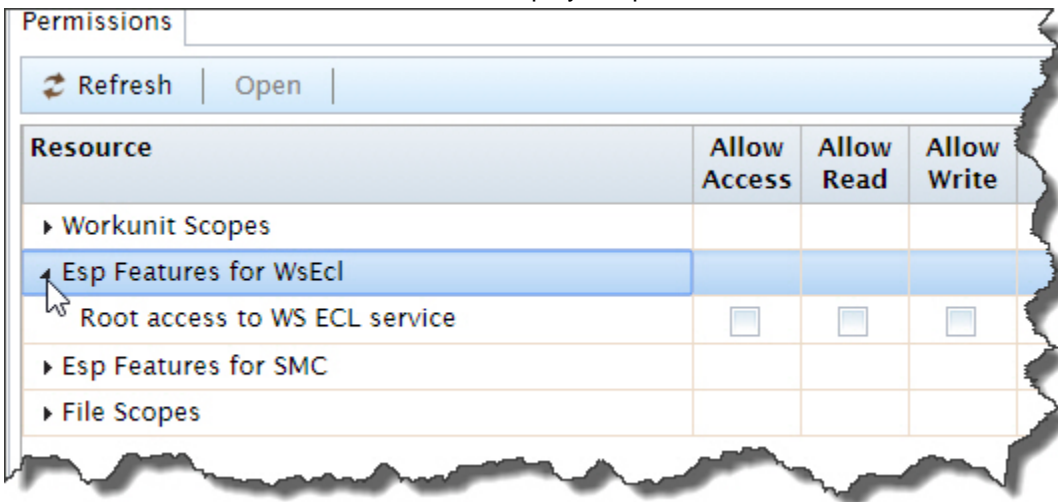 Permissions
Refresh Open
Resource Allow Access Allow Read Allow Write
Workunit Scopes
Esp Features for WsEcl
Root access to WS ECL service
Esp Features for SMC
File Scopes